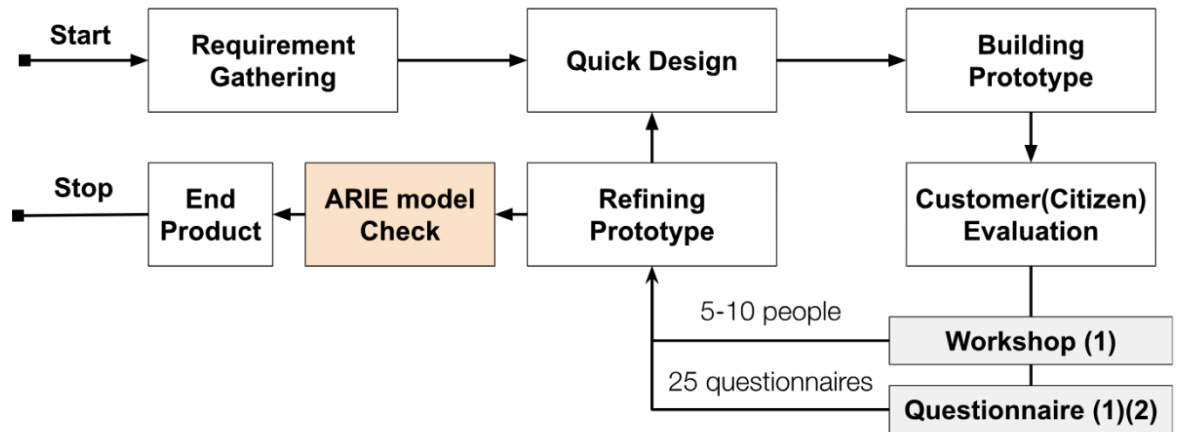 Start
Requirement
Gathering
Quick Design
Building
Prototype
Stop
End
Product
ARIE model
Check
Refining
Prototype
Customer(Citizen)
Evaluation
5-10 people
Workshop (1)
25 questionnaires
Questionnaire (1)(2)